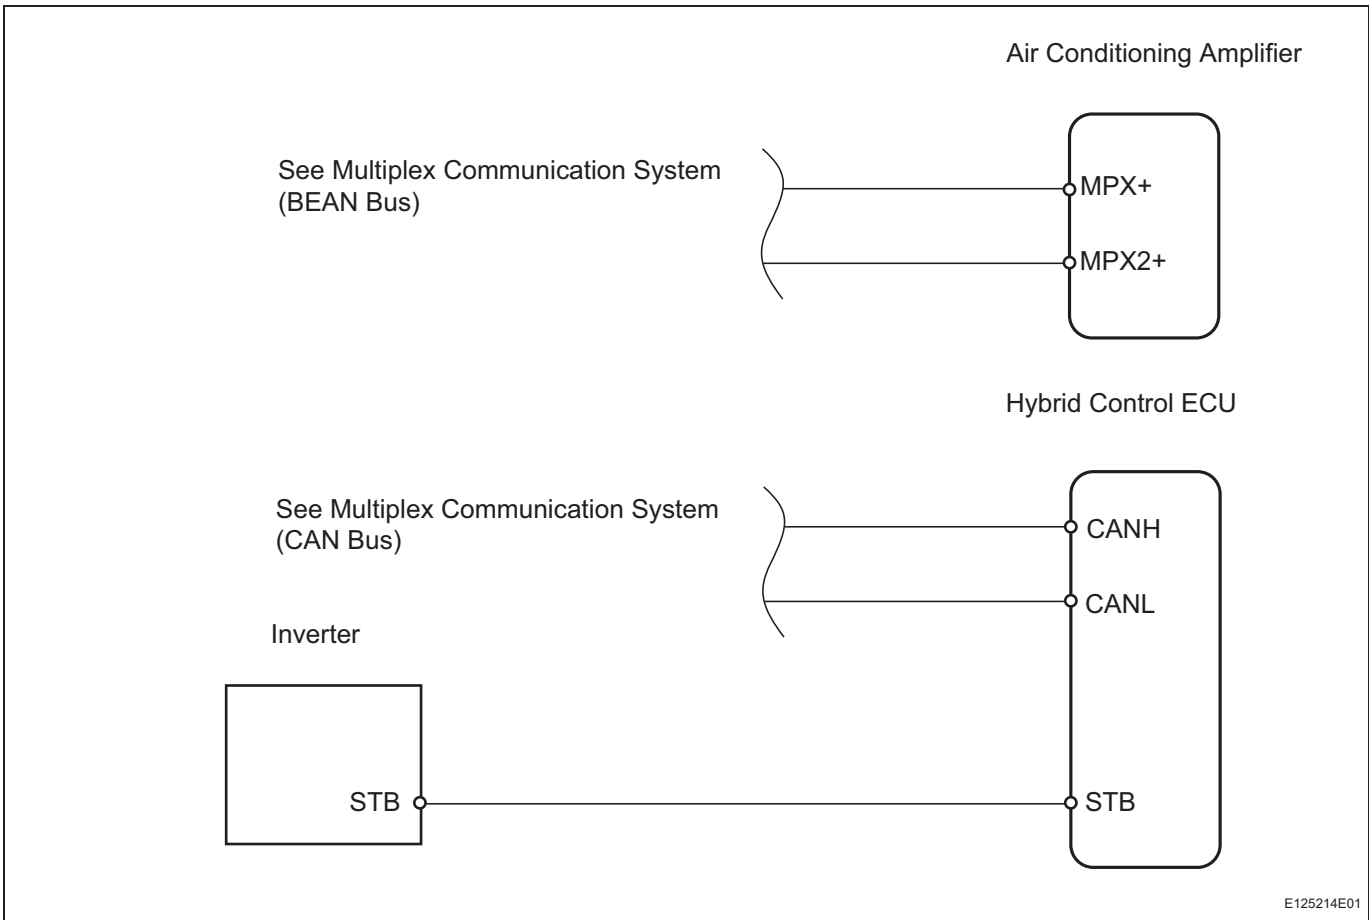 Air Conditioning Amplifier
See Multiplex Communication System
(BEAN Bus)
MPX+
MPX2+
Hybrid Control ECU
See Multiplex Communication System
(CAN Bus)
CANH
CANL
Inverter
STB
STB
E125214E01